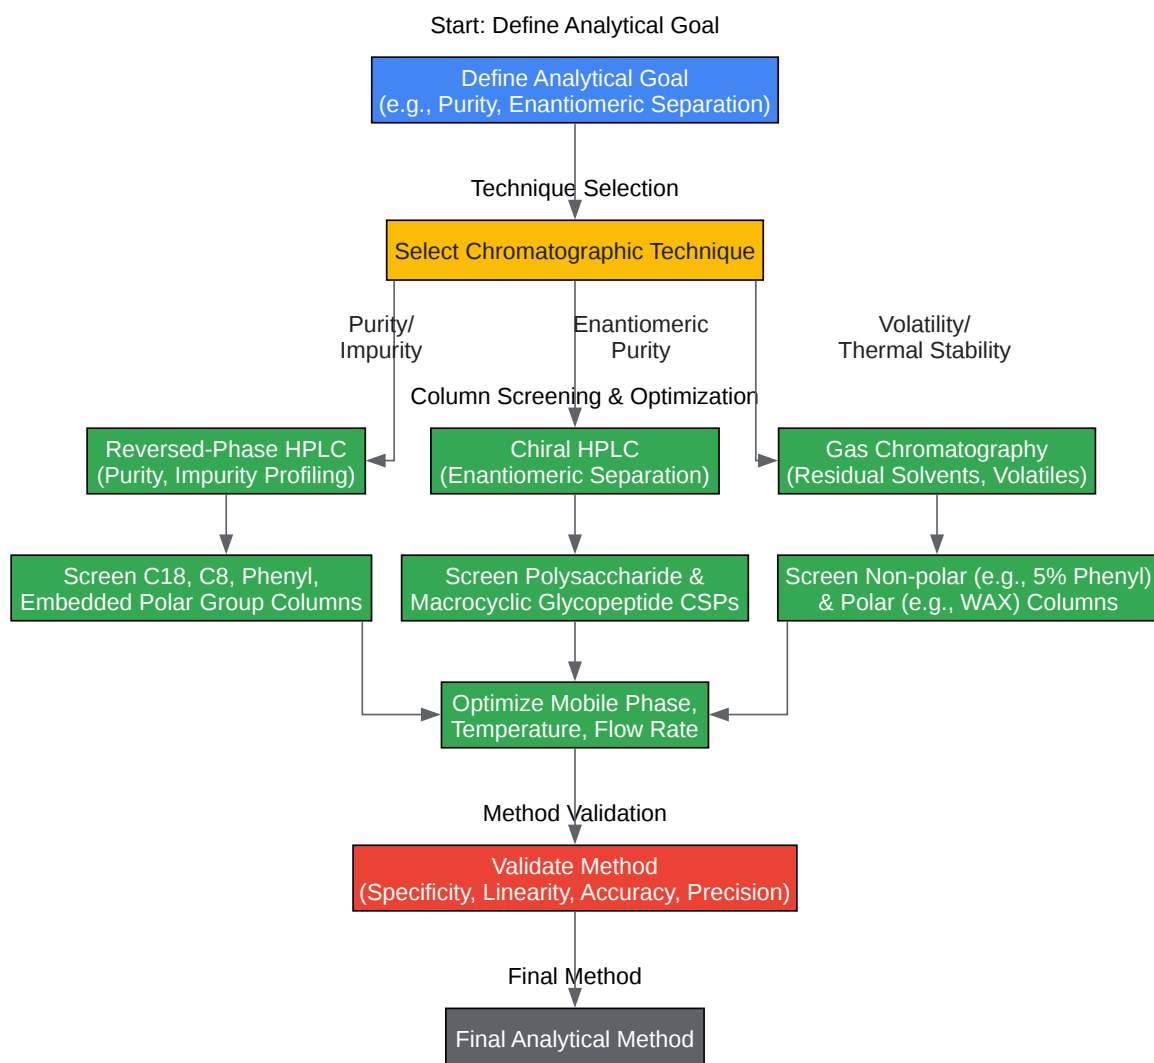 Start: Define Analytical Goal
Define Analytical Goal
(e.g., Purity, Enantiomeric Separation)
Technique Selection
Select Chromatographic Technique
Purity/
Impurity
Enantiomeric
Purity
Volatility/
Thermal Stability
Column Screening & Optimization
Reversed-Phase HPLC
(Purity, Impurity Profiling)
Chiral HPLC
(Enantiomeric Separation)
Gas Chromatography
(Residual Solvents, Volatiles)
Screen C18, C8, Phenyl,
Embedded Polar Group Columns
Screen Polysaccharide &
Macrocyclic Glycopeptide CSPs
Screen Non-polar (e.g., 5% Phenyl)
& Polar (e.g., WAX) Columns
Optimize Mobile Phase,
Temperature, Flow Rate
Method Validation
Validate Method
(Specificity, Linearity, Accuracy, Precision)
Final Method
Final Analytical Method